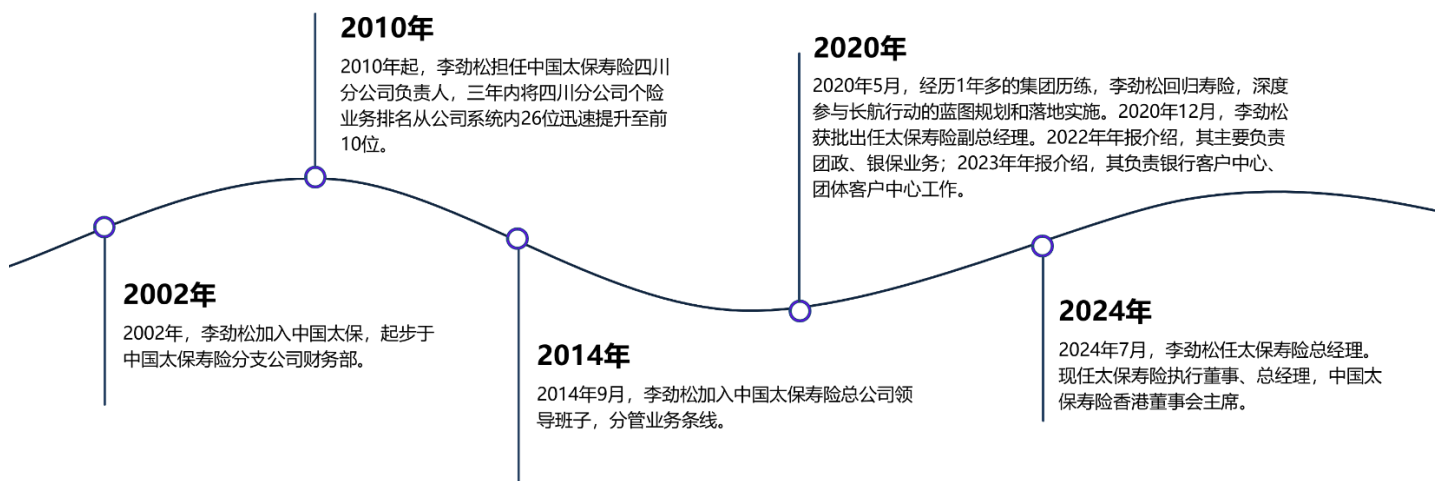 2002年
2002年，李劲松加入中国太保，起步于
中国太保寿险分支公司财务部。
2010年
2010年起，李劲松担任中国太保寿险四川
分公司负责人，三年内将四川分公司个险
业务排名从公司系统内26位迅速提升至前
10位。
2014年
2014年9月，李劲松加入中国太保寿险总公司领
导班子，分管业务条线。
2020年
2020年5月，经历1年多的集团历练，李劲松回归寿险，深度
参与长航行动的蓝图规划和落地实施。2020年12月，李劲松
获批出任太保寿险副总经理。2022年年报介绍，其主要负责
团政、银保业务；2023年年报介绍，其负责银行客户中心、
团体客户中心工作。
2024年
2024年7月，李劲松任太保寿险总经理。
现任太保寿险执行董事、总经理，中国太
保寿险香港董事会主席。